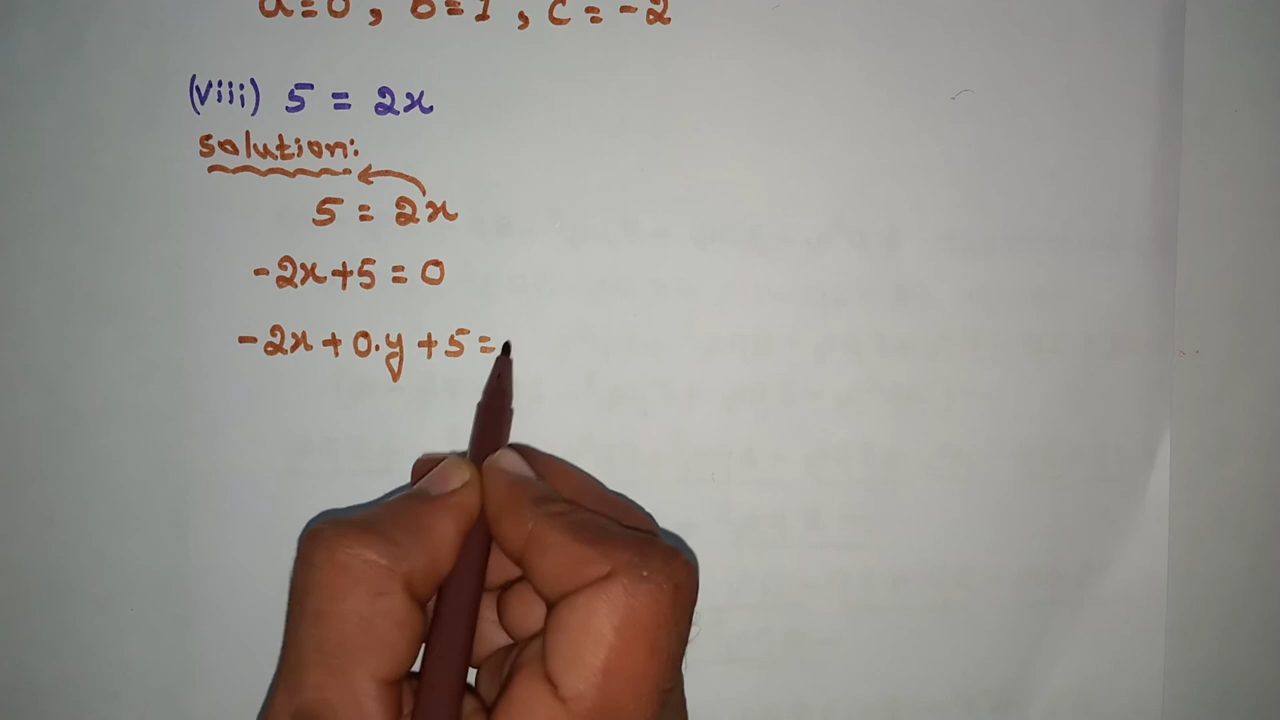 a=0, b=1, c=-2
(viii) 5 = 2x
solution:
5 = 2x
-2x+5=0
-2x+0.y+5=